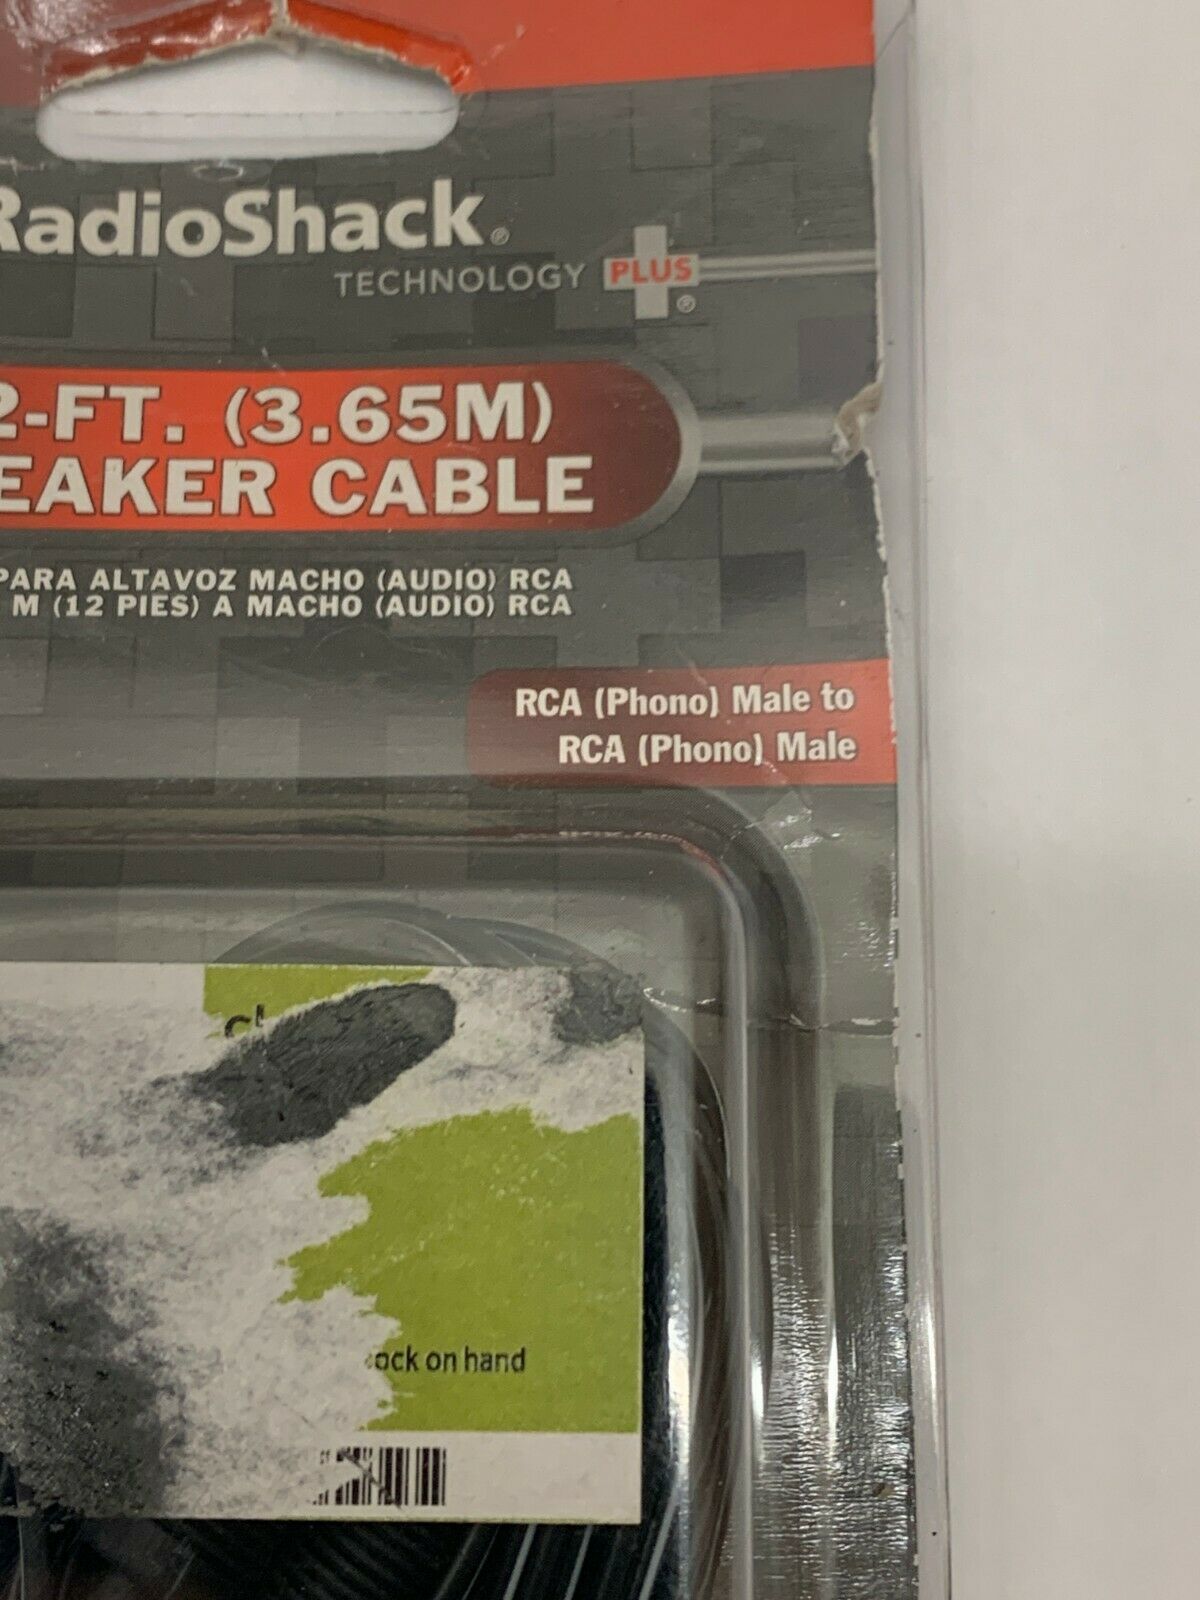 RadioShack®
TECHNOLOGY PLUS®
2-FT. (3.65M)
EAKER CABLE
PARA ALTAVOZ MACHO (AUDIO) RCA
M (12 PIES) A MACHO (AUDIO) RCA
RCA (Phono) Male to
RCA (Phono) Male
ock on hand